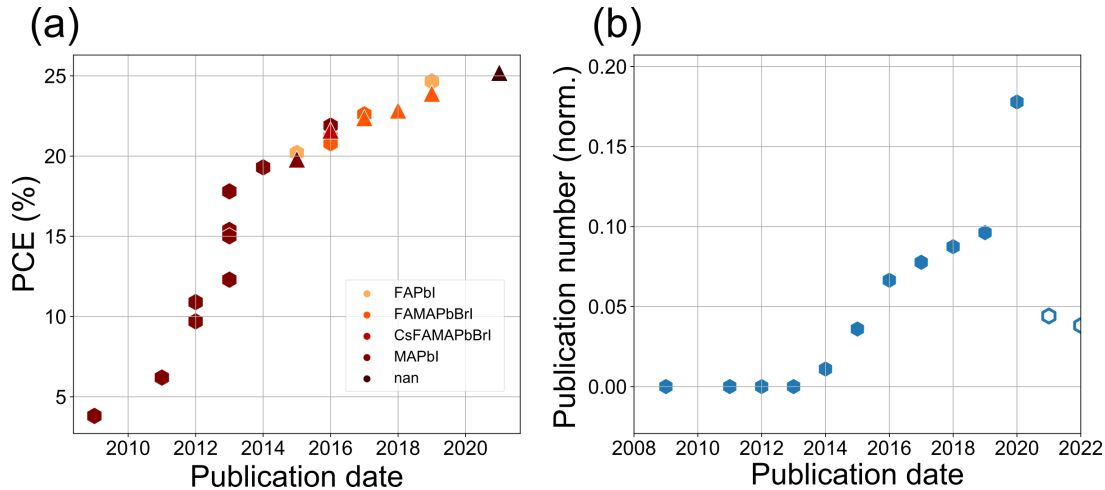 (a)
PCE (%)
25
20
15
10
5
2010 2012 2014 2016 2018 2020
Publication date
FAPbI
FAMAPbBrI
CsFAMAPbBrI
MAPbI
nan
(b)
Publication number (norm.)
0.20
0.15
0.10
0.05
0.00
2008 2010 2012 2014 2016 2018 2020 2022
Publication date